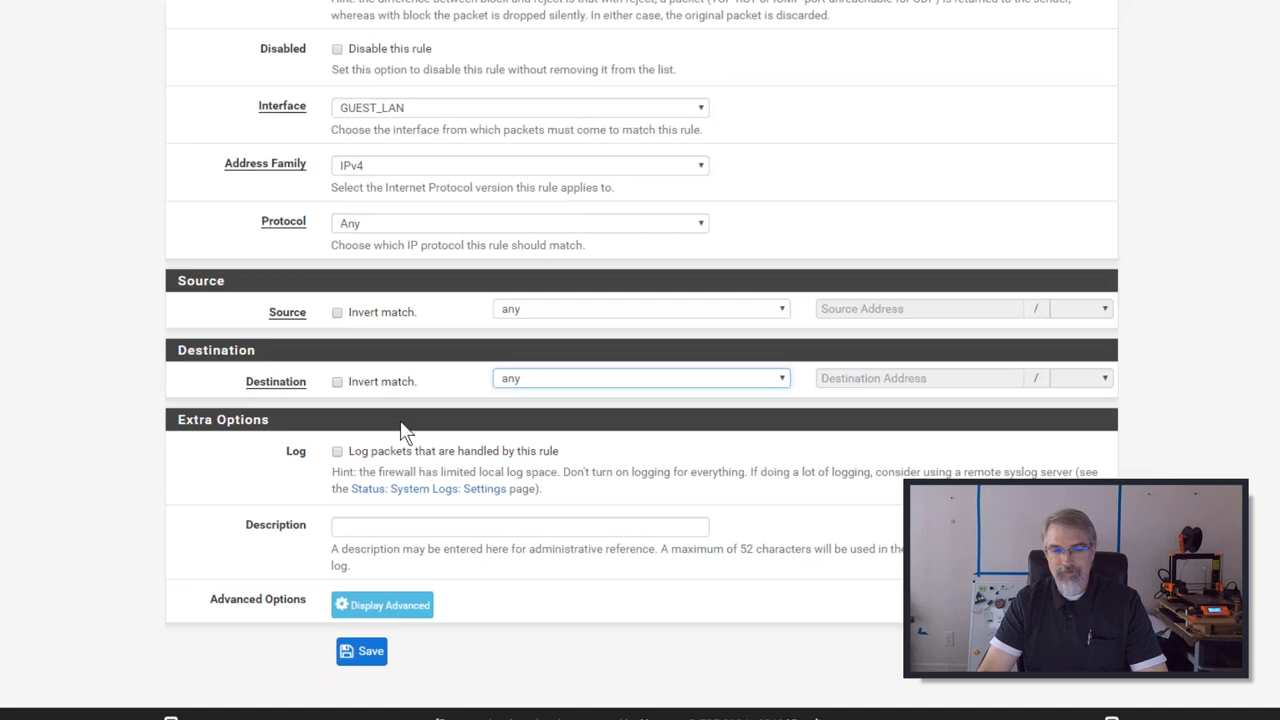 whereas with block the packet is dropped silently. In either case, the original packet is discarded.
Disabled
Disable this rule
Set this option to disable this rule without removing it from the list.
Interface
GUEST_LAN
Choose the interface from which packets must come to match this rule.
Address Family
IPv4
Select the Internet Protocol version this rule applies to.
Protocol
Any
Choose which IP protocol this rule should match.
Source
Source
Invert match.
any
Source Address
/
Destination
Destination
Invert match.
any
Destination Address
/
Extra Options
Log
Log packets that are handled by this rule
Hint: the firewall has limited local log space. Don't turn on logging for everything. If doing a lot of logging, consider using a remote syslog server (see
the Status: System Logs: Settings page).
Description
A description may be entered here for administrative reference. A maximum of 52 characters will be used in the
log.
Advanced Options
Display Advanced
Save